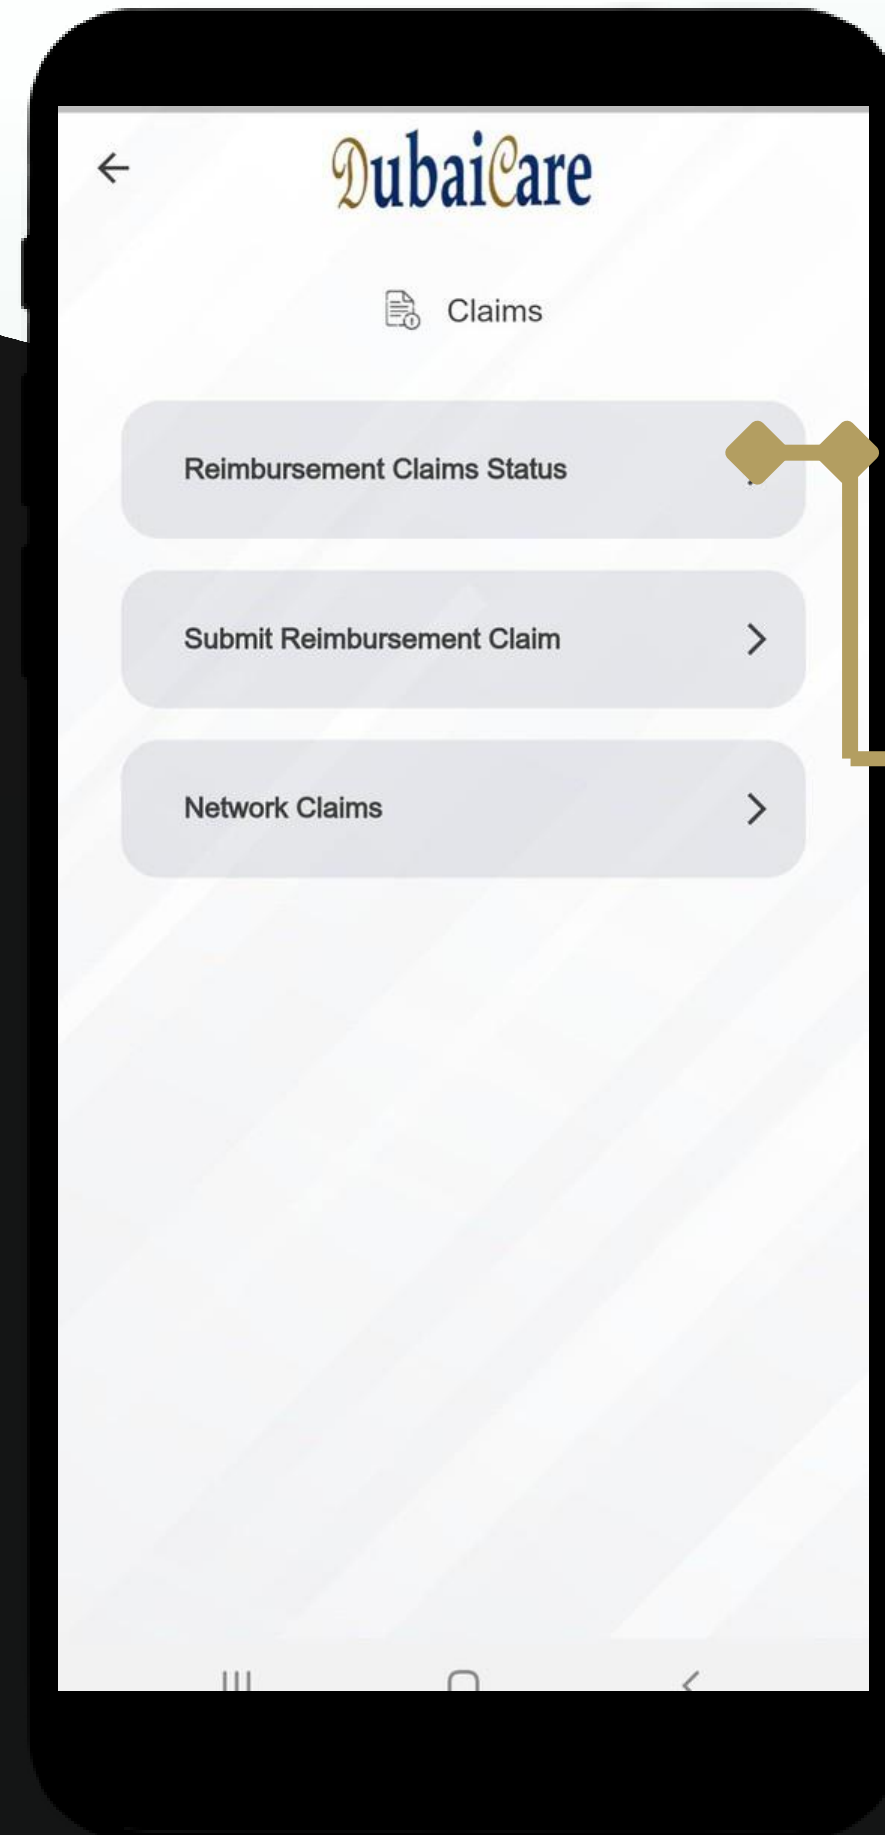 DubaiCare
Claims
Reimbursement Claims Status
Submit Reimbursement Claim
Network Claims